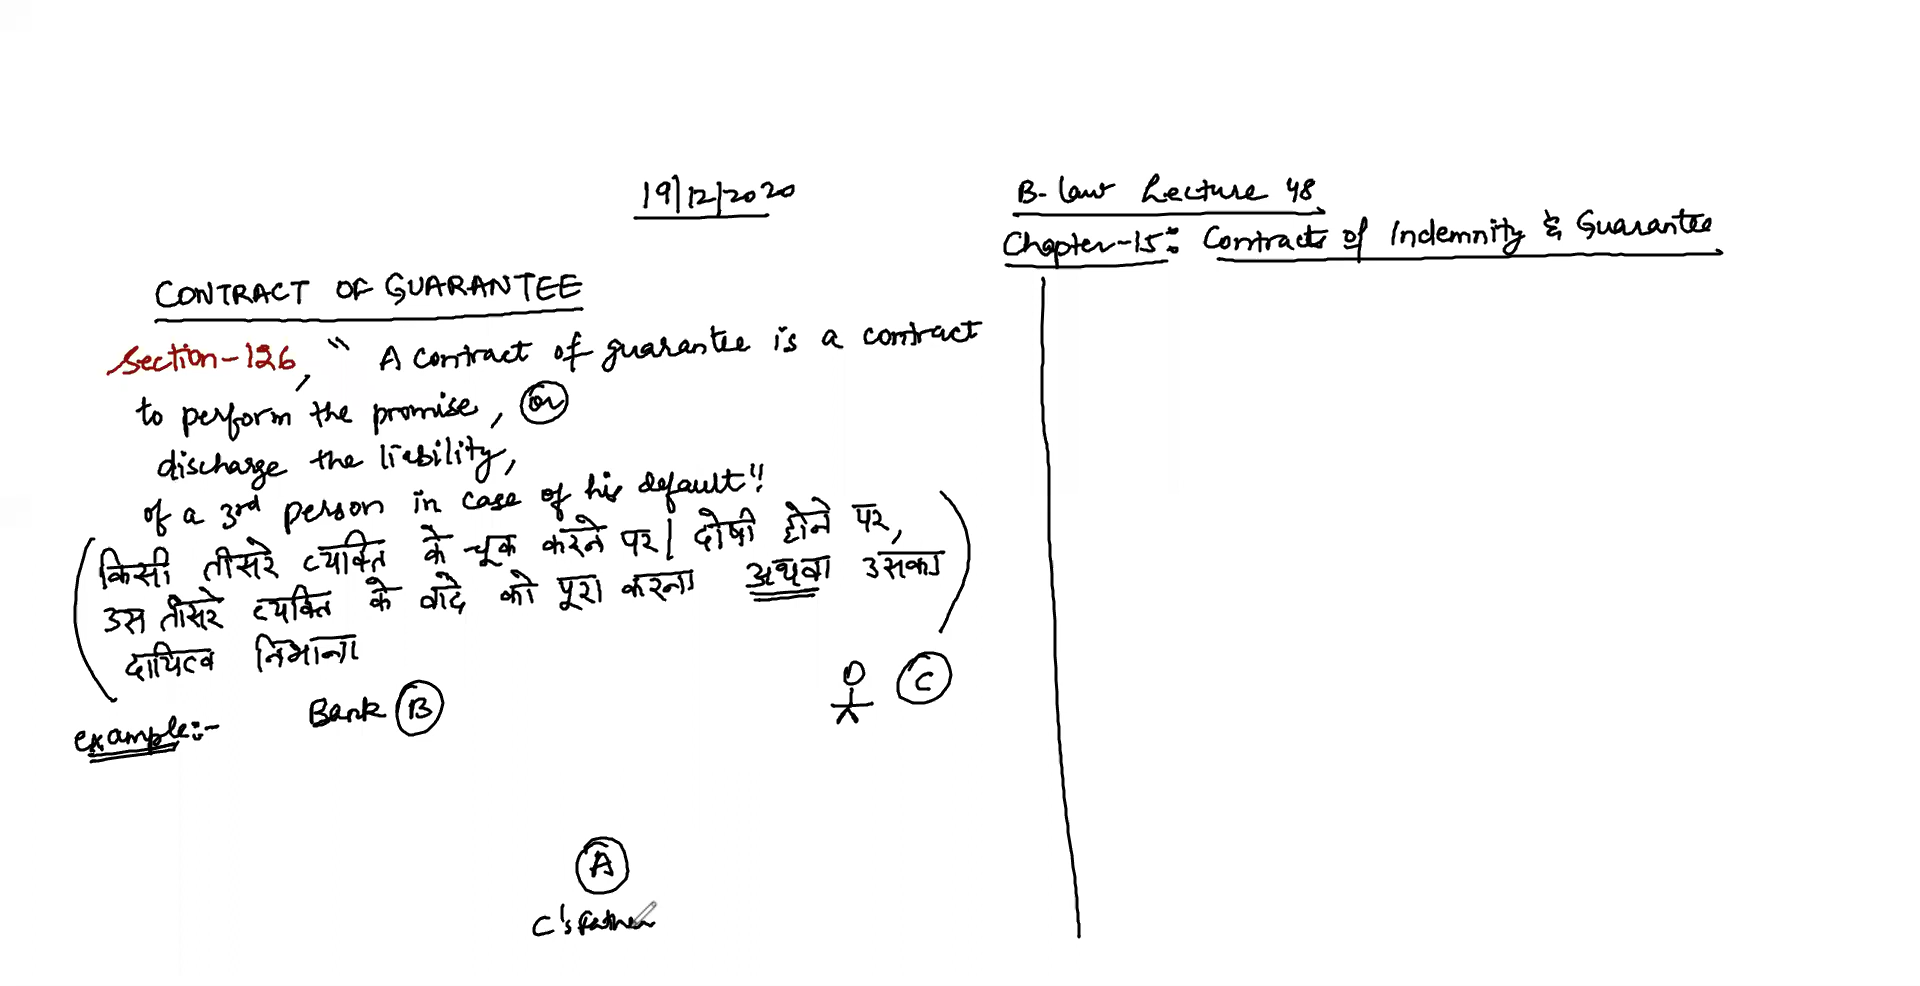 19/12/2020
B-law Lecture 48
Chapter-15: Contracts of Indemnity & Guarantee
CONTRACT OF GUARANTEE
Section-126, " A contract of guarantee is a contract
to perform the promise, or
discharge the liability,
of a 3rd person in case of his default"
(किसी तीसरे व्यक्ति के चूक करने पर / दोषी होने पर,
उस तीसरे व्यक्ति के वादे को पूरा करना अथवा उसका
दायित्व निभाना)
example:- Bank B C
A
C's father